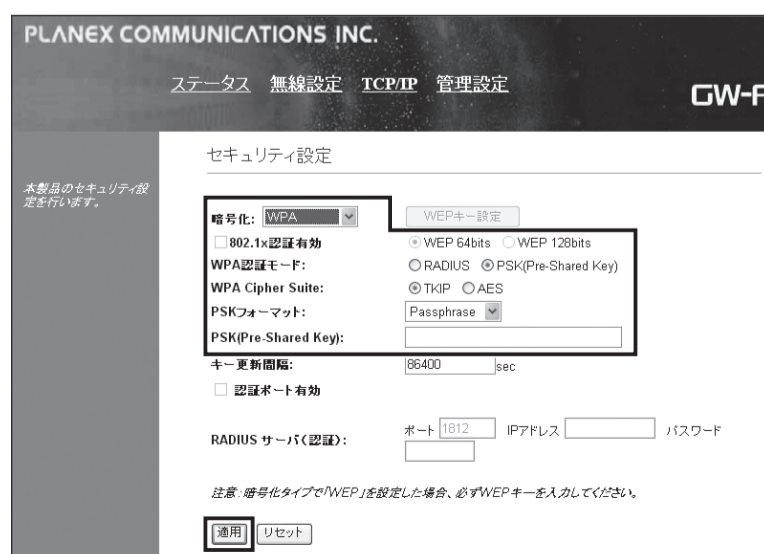 PLANEX COMMUNICATIONS INC.
ステータス 無線設定 TCP/IP 管理設定
GW-F
セキュリティ設定
本製品のセキュリティ設
定を行います。
暗号化: WPA WEPキー設定
802.1x認証有効 WEP 64bits WEP 128bits
WPA認証モード: RADIUS PSK(Pre-Shared Key)
WPA Cipher Suite: TKIP AES
PSKフォーマット: Passphrase
PSK(Pre-Shared Key):
キー更新間隔: 86400 sec
認証ポート有効
RADIUS サーバ(認証): ポート 1812 IPアドレス パスワード
注意:暗号化タイプで「WEP」を設定した場合、必ずWEPキーを入力してください。
適用 リセット